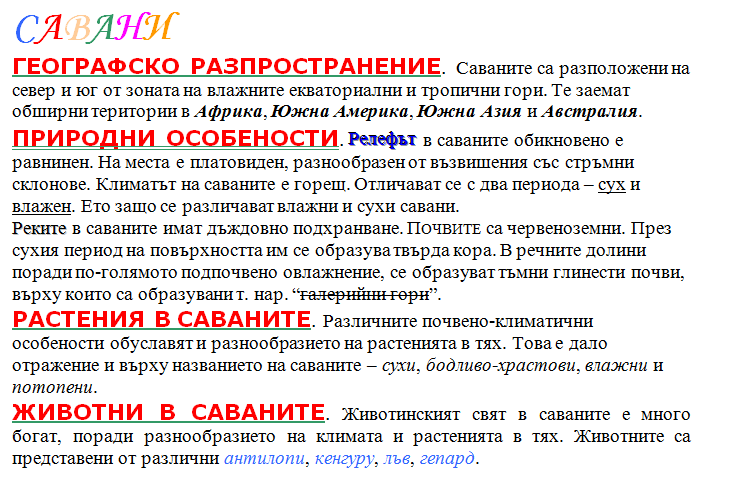 САВАНИ
ГЕОГРАФСКО РАЗПРОСТРАНЕНИЕ. Саваните са разположени на
север и юг от зоната на влажните екваториални и тропични гори. Те заемат
обширни територии в Африка, Южна Америка, Южна Азия и Австралия.
ПРИРОДНИ ОСОБЕНОСТИ. Релефът в саваните обикновено е
равнинен. На места е платовиден, разнообразен от възвишения със стръмни
склонове. Климатът на саваните е горещ. Отличават се с два периода – сух и
влажен. Ето защо се различават влажни и сухи савани.
Реките в саваните имат дъждовно подхранване. ПОЧВИТЕ са червеноземни. През
сухия период на повърхността им се образува твърда кора. В речните долини
поради по-голямото подпочвено овлажнение, се образуват тъмни глинести почви,
върху които са образувани т. нар. “галерийни гори”.
РАСТЕНИЯ В САВАНИТЕ. Различните почвено-климатични
особености обуславят и разнообразието на растенията в тях. Това е дало
отражение и върху названието на саваните – сухи, бодливо-храстови, влажни и
потопени.
ЖИВОТНИ В САВАНИТЕ. Животинският свят в саваните е много
богат, поради разнообразието на климата и растенията в тях. Животните са
представени от различни антилопи, кенгуру, лъв, гепард.